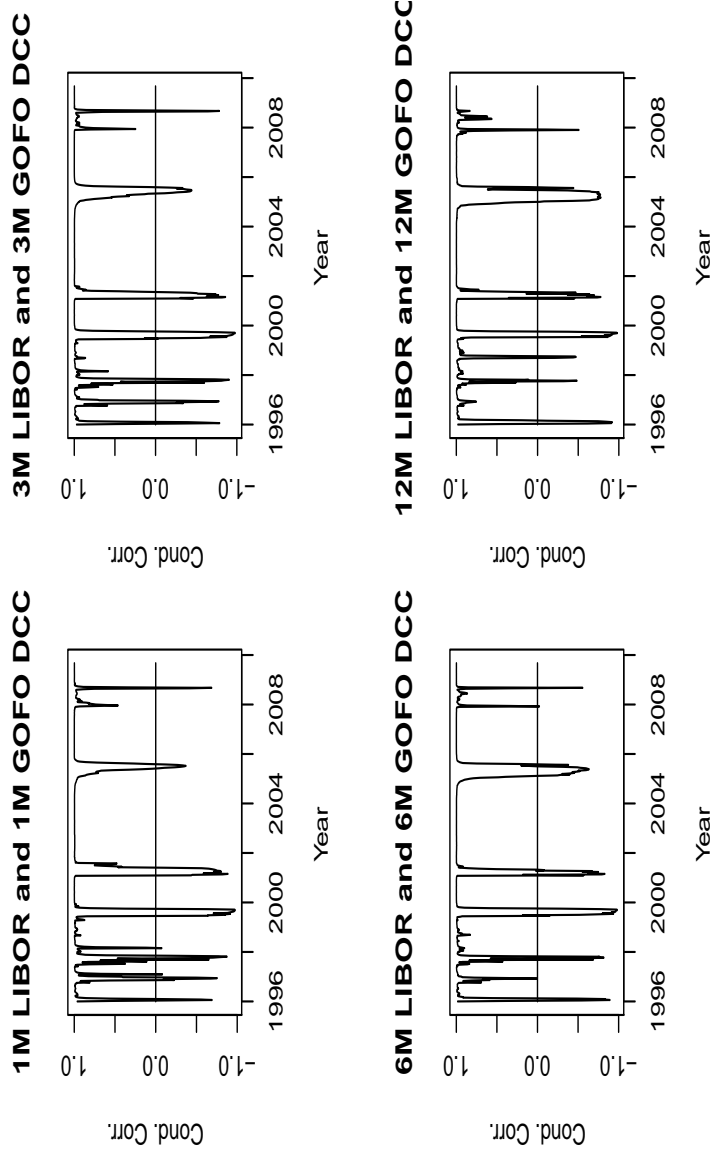 1M LIBOR and 1M GOFO DCC
Cond. Corr.
1.0
0.0
-1.0
1996 2000 2004 2008
Year
3M LIBOR and 3M GOFO DCC
Cond. Corr.
1.0
0.0
-1.0
1996 2000 2004 2008
Year
6M LIBOR and 6M GOFO DCC
Cond. Corr.
1.0
0.0
-1.0
1996 2000 2004 2008
Year
12M LIBOR and 12M GOFO DCC
Cond. Corr.
1.0
0.0
-1.0
1996 2000 2004 2008
Year